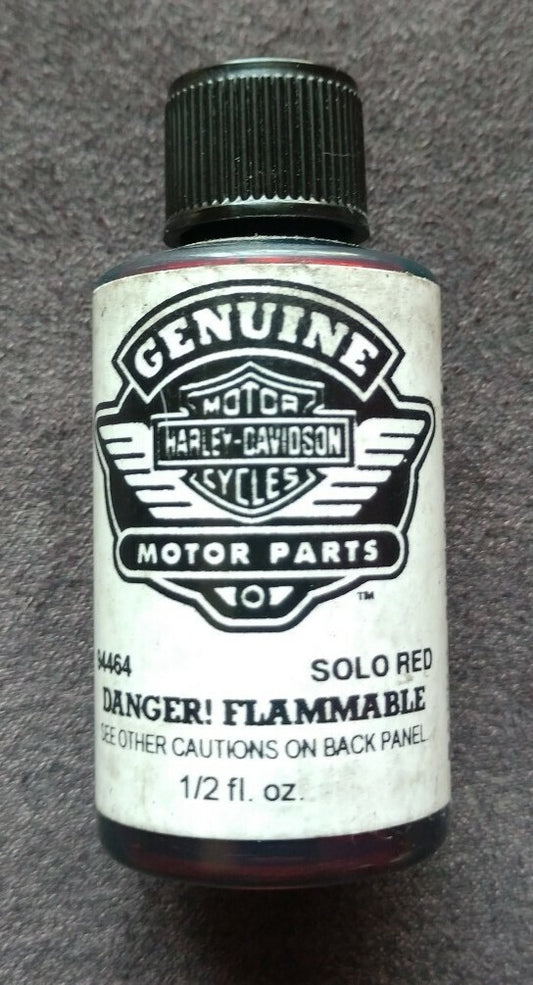 GENUINE
MOTOR
HARLEY-DAVIDSON
CYCLES
MOTOR PARTS
TM
4464 SOLO RED
DANGER! FLAMMABLE
SEE OTHER CAUTIONS ON BACK PANEL.
1/2 fl. oz.